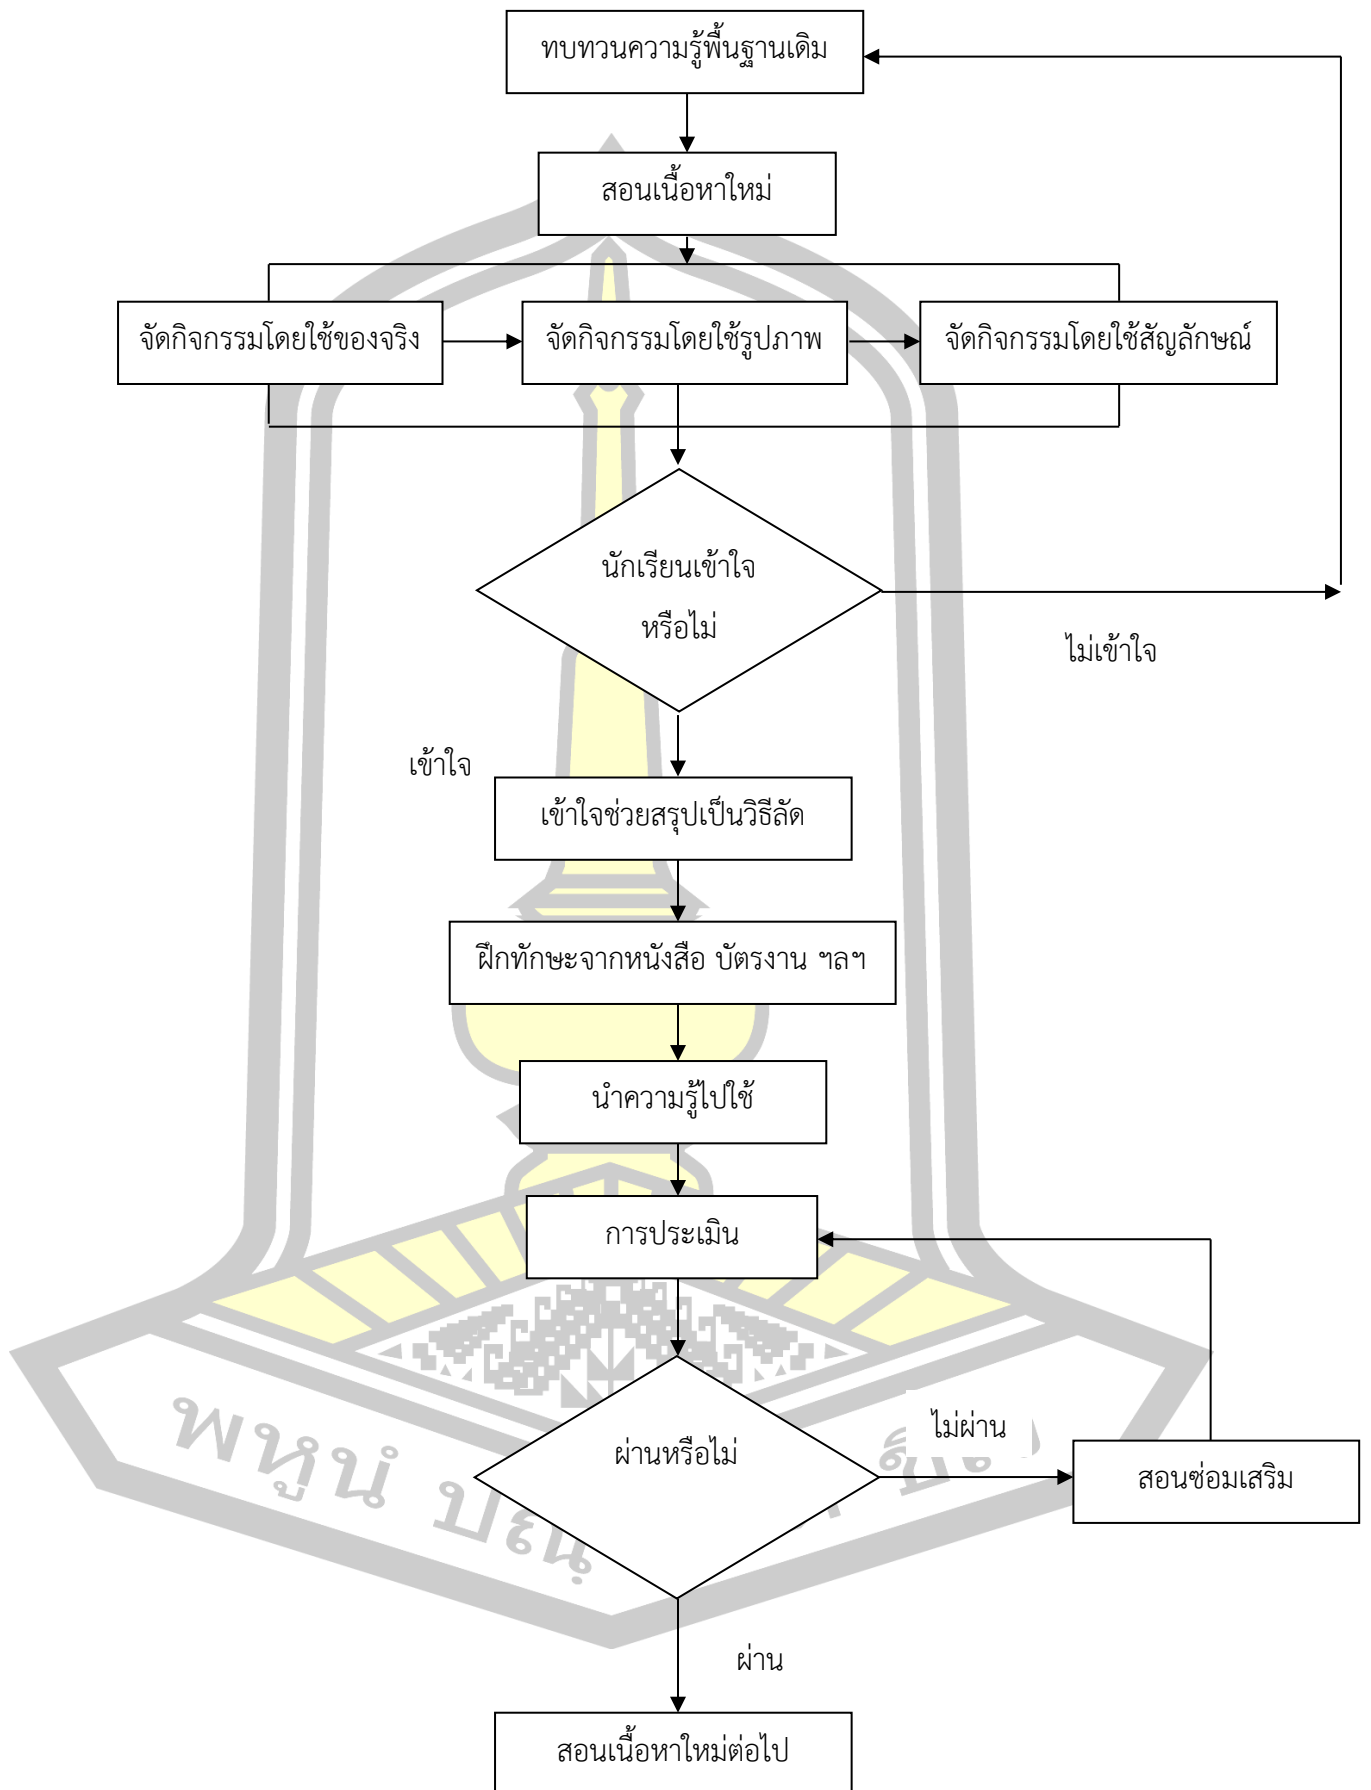 ทบทวนความรู้พื้นฐานเดิม
สอนเนื้อหาใหม่
จัดกิจกรรมโดยใช้ของจริง
จัดกิจกรรมโดยใช้รูปภาพ
จัดกิจกรรมโดยใช้สัญลักษณ์
นักเรียนเข้าใจ
หรือไม่
ไม่เข้าใจ
เข้าใจ
เข้าใจช่วยสรุปเป็นวิธีลัด
ฝึกทักษะจากหนังสือ บัตรงาน ฯลฯ
นำความรู้ไปใช้
การประเมิน
ผ่านหรือไม่
ไม่ผ่าน
สอนซ่อมเสริม
พหูนํ ปณฺ
ผ่าน
สอนเนื้อหาใหม่ต่อไป